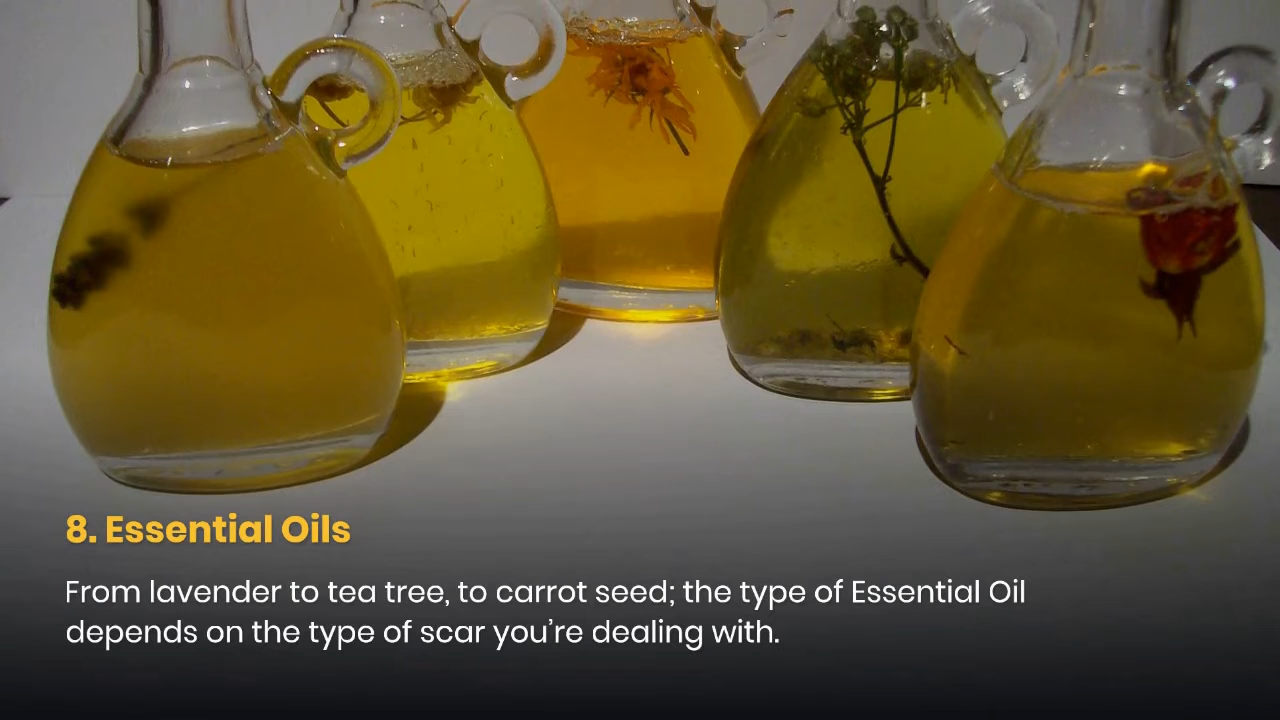 8. Essential Oils
From lavender to tea tree, to carrot seed; the type of Essential Oil
depends on the type of scar you're dealing with.